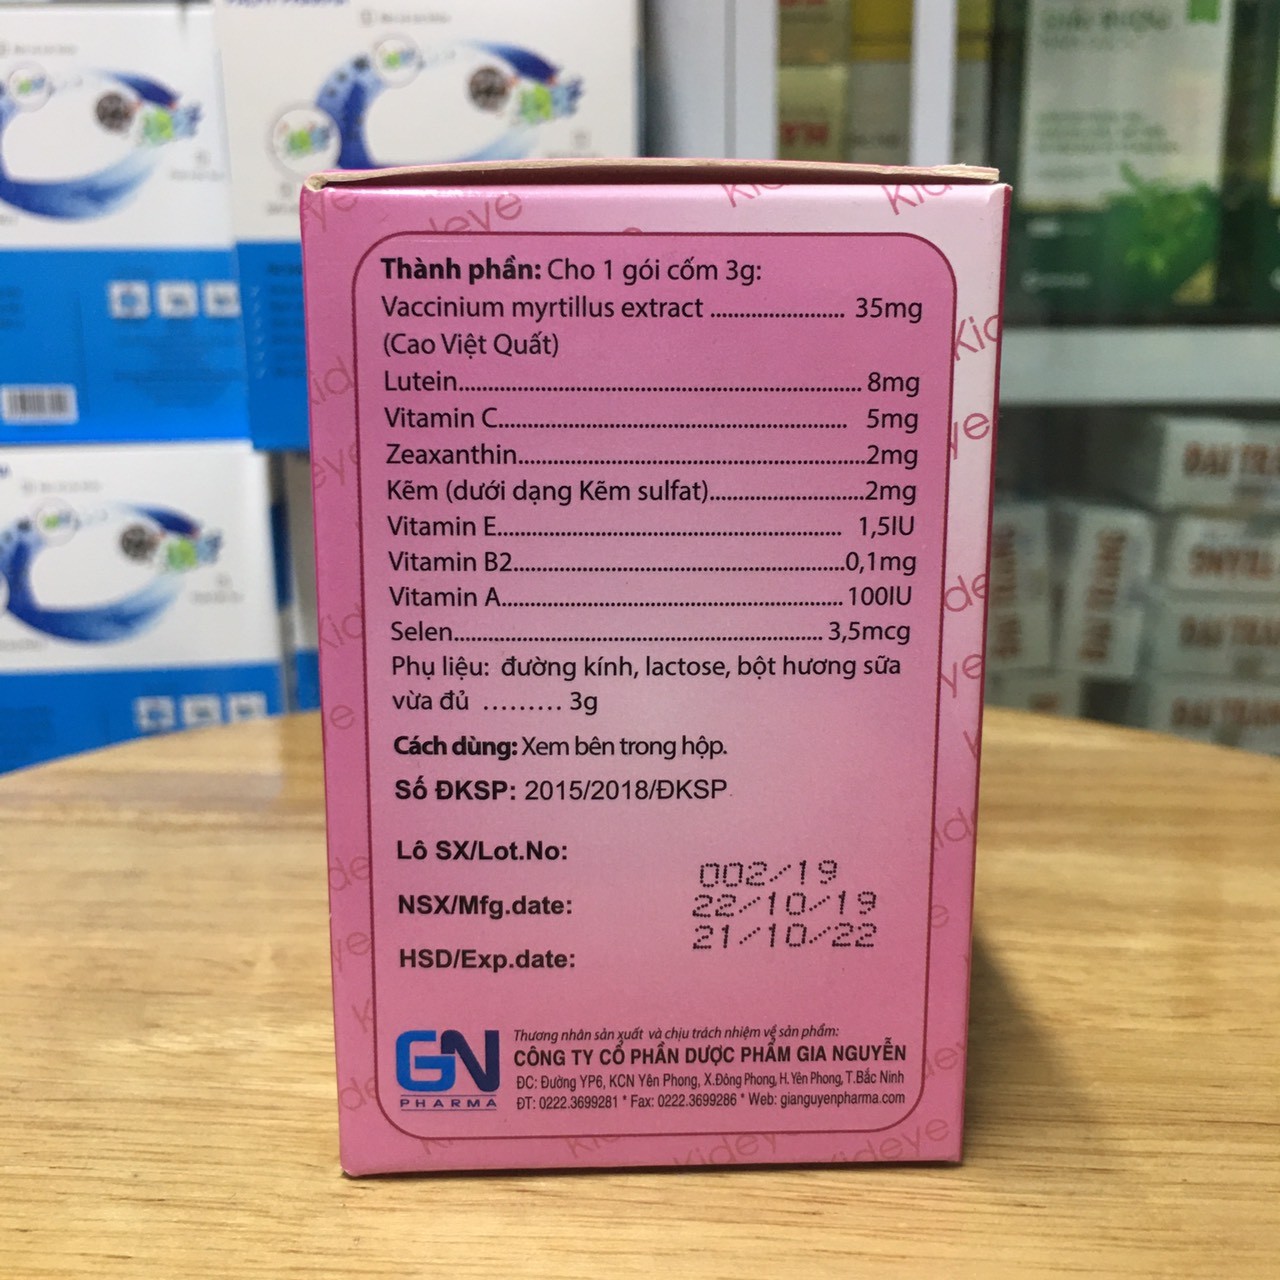 kideye
kideye
Thành phần: Cho 1 gói cốm 3g:
Vaccinium myrtillus extract ...................... 35mg
(Cao Việt Quất)
Lutein............................................................ 8mg
Vitamin C.................................................... 5mg
Zeaxanthin....................................................2mg
Kẽm (dưới dạng Kẽm sulfat).......................2mg
Vitamin E................................................... 1,5IU
Vitamin B2..................................................0,1mg
Vitamin A................................................... 100IU
Selen....................................................... 3,5mcg
Phụ liệu: đường kính, lactose, bột hương sữa
vừa đủ ......... 3g
Cách dùng: Xem bên trong hộp.
Số ĐKSP: 2015/2018/ĐKSP
Lô SX/Lot.No: 002/19
NSX/Mfg.date: 22/10/19
HSD/Exp.date: 21/10/22
GN
PHARMA
Thương nhân sản xuất và chịu trách nhiệm về sản phẩm:
CÔNG TY CỔ PHẦN DƯỢC PHẨM GIA NGUYỄN
ĐC: Đường YP6, KCN Yên Phong, X.Đông Phong, H.Yên Phong, T.Bắc Ninh
ĐT: 0222.3699281 * Fax: 0222.3699286 * Web: gianguyenpharma.com
kideye
ĐẠI TRÀNG